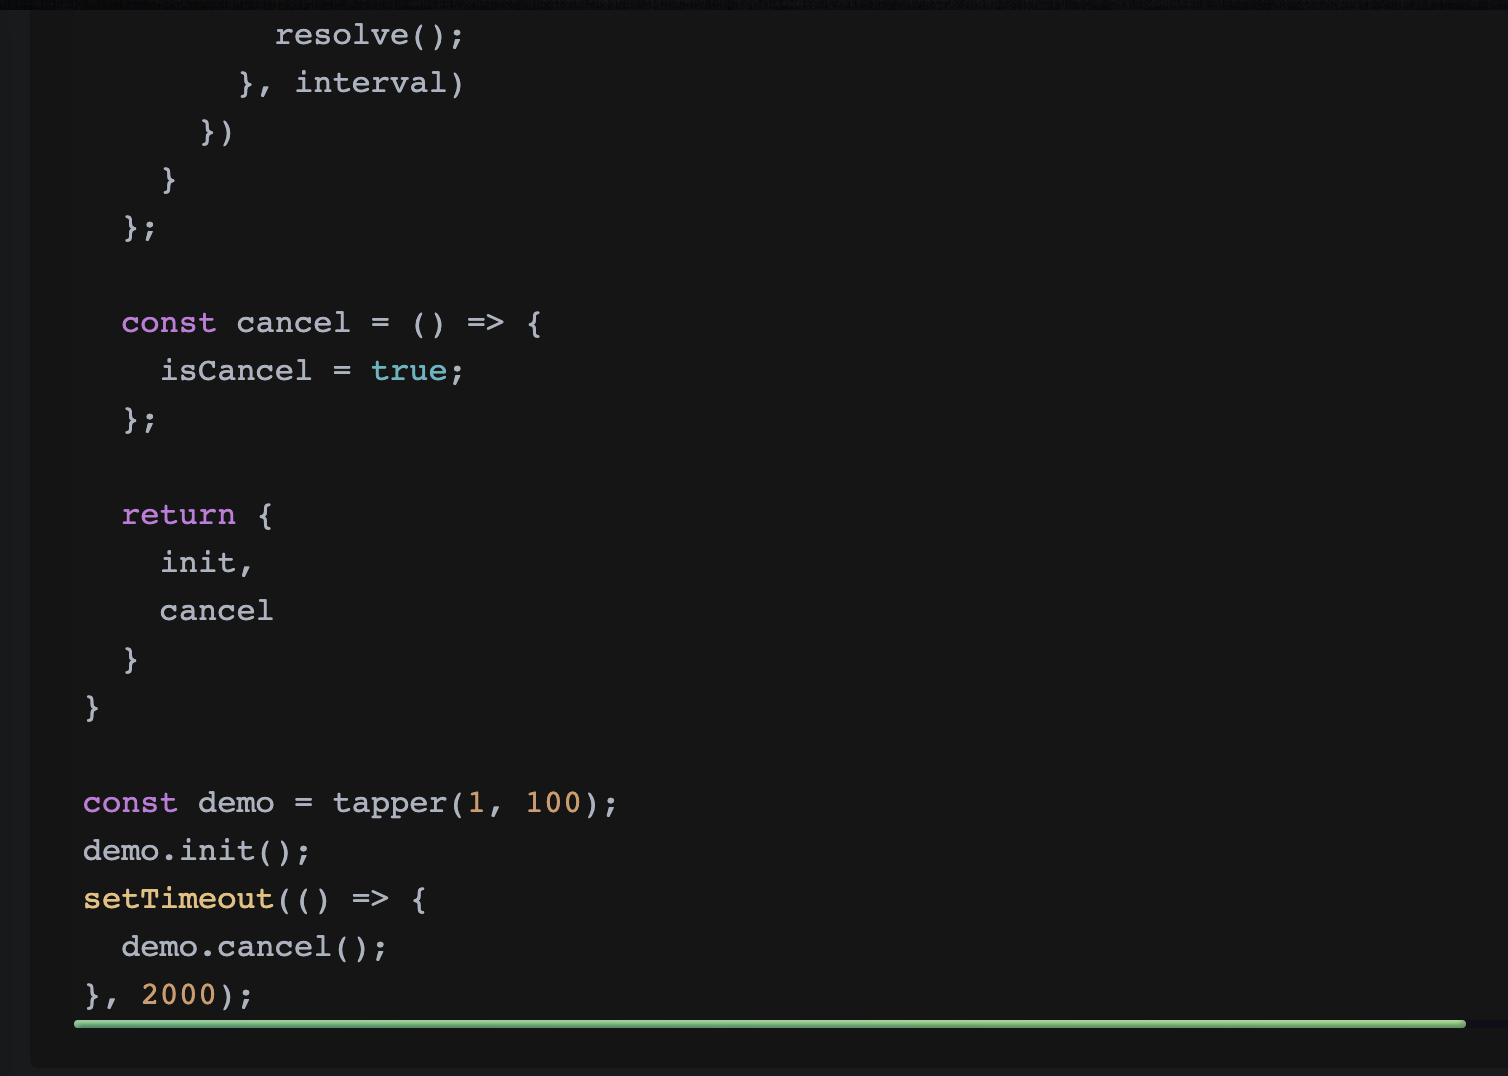 resolve();
}, interval)
})
}
};
const cancel = () => {
isCancel = true;
};
return {
init,
cancel
}
}
const demo = tapper(1, 100);
demo.init();
setTimeout(() => {
demo.cancel();
}, 2000);